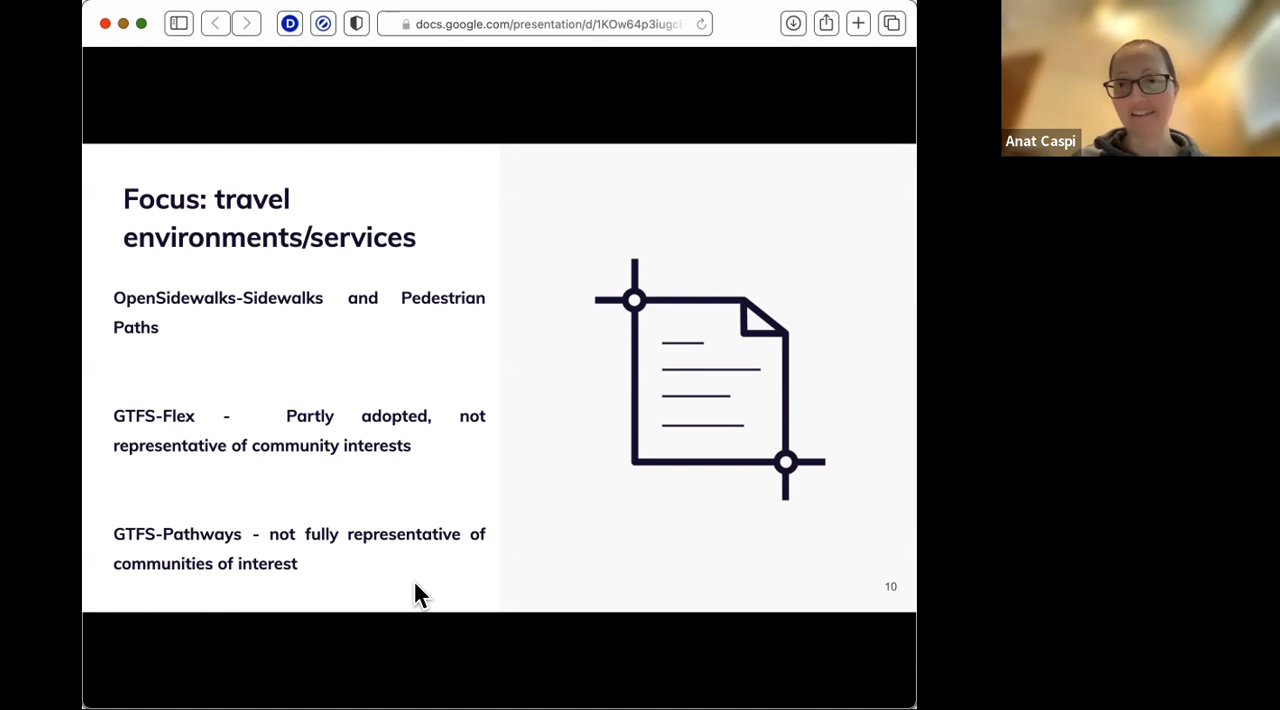 docs.google.com/presentation/d/1KOw64p3iugc
Anat Caspi
Focus: travel
environments/services
OpenSidewalks-Sidewalks and Pedestrian
Paths
GTFS-Flex - Partly adopted, not
representative of community interests
GTFS-Pathways - not fully representative of
communities of interest
10